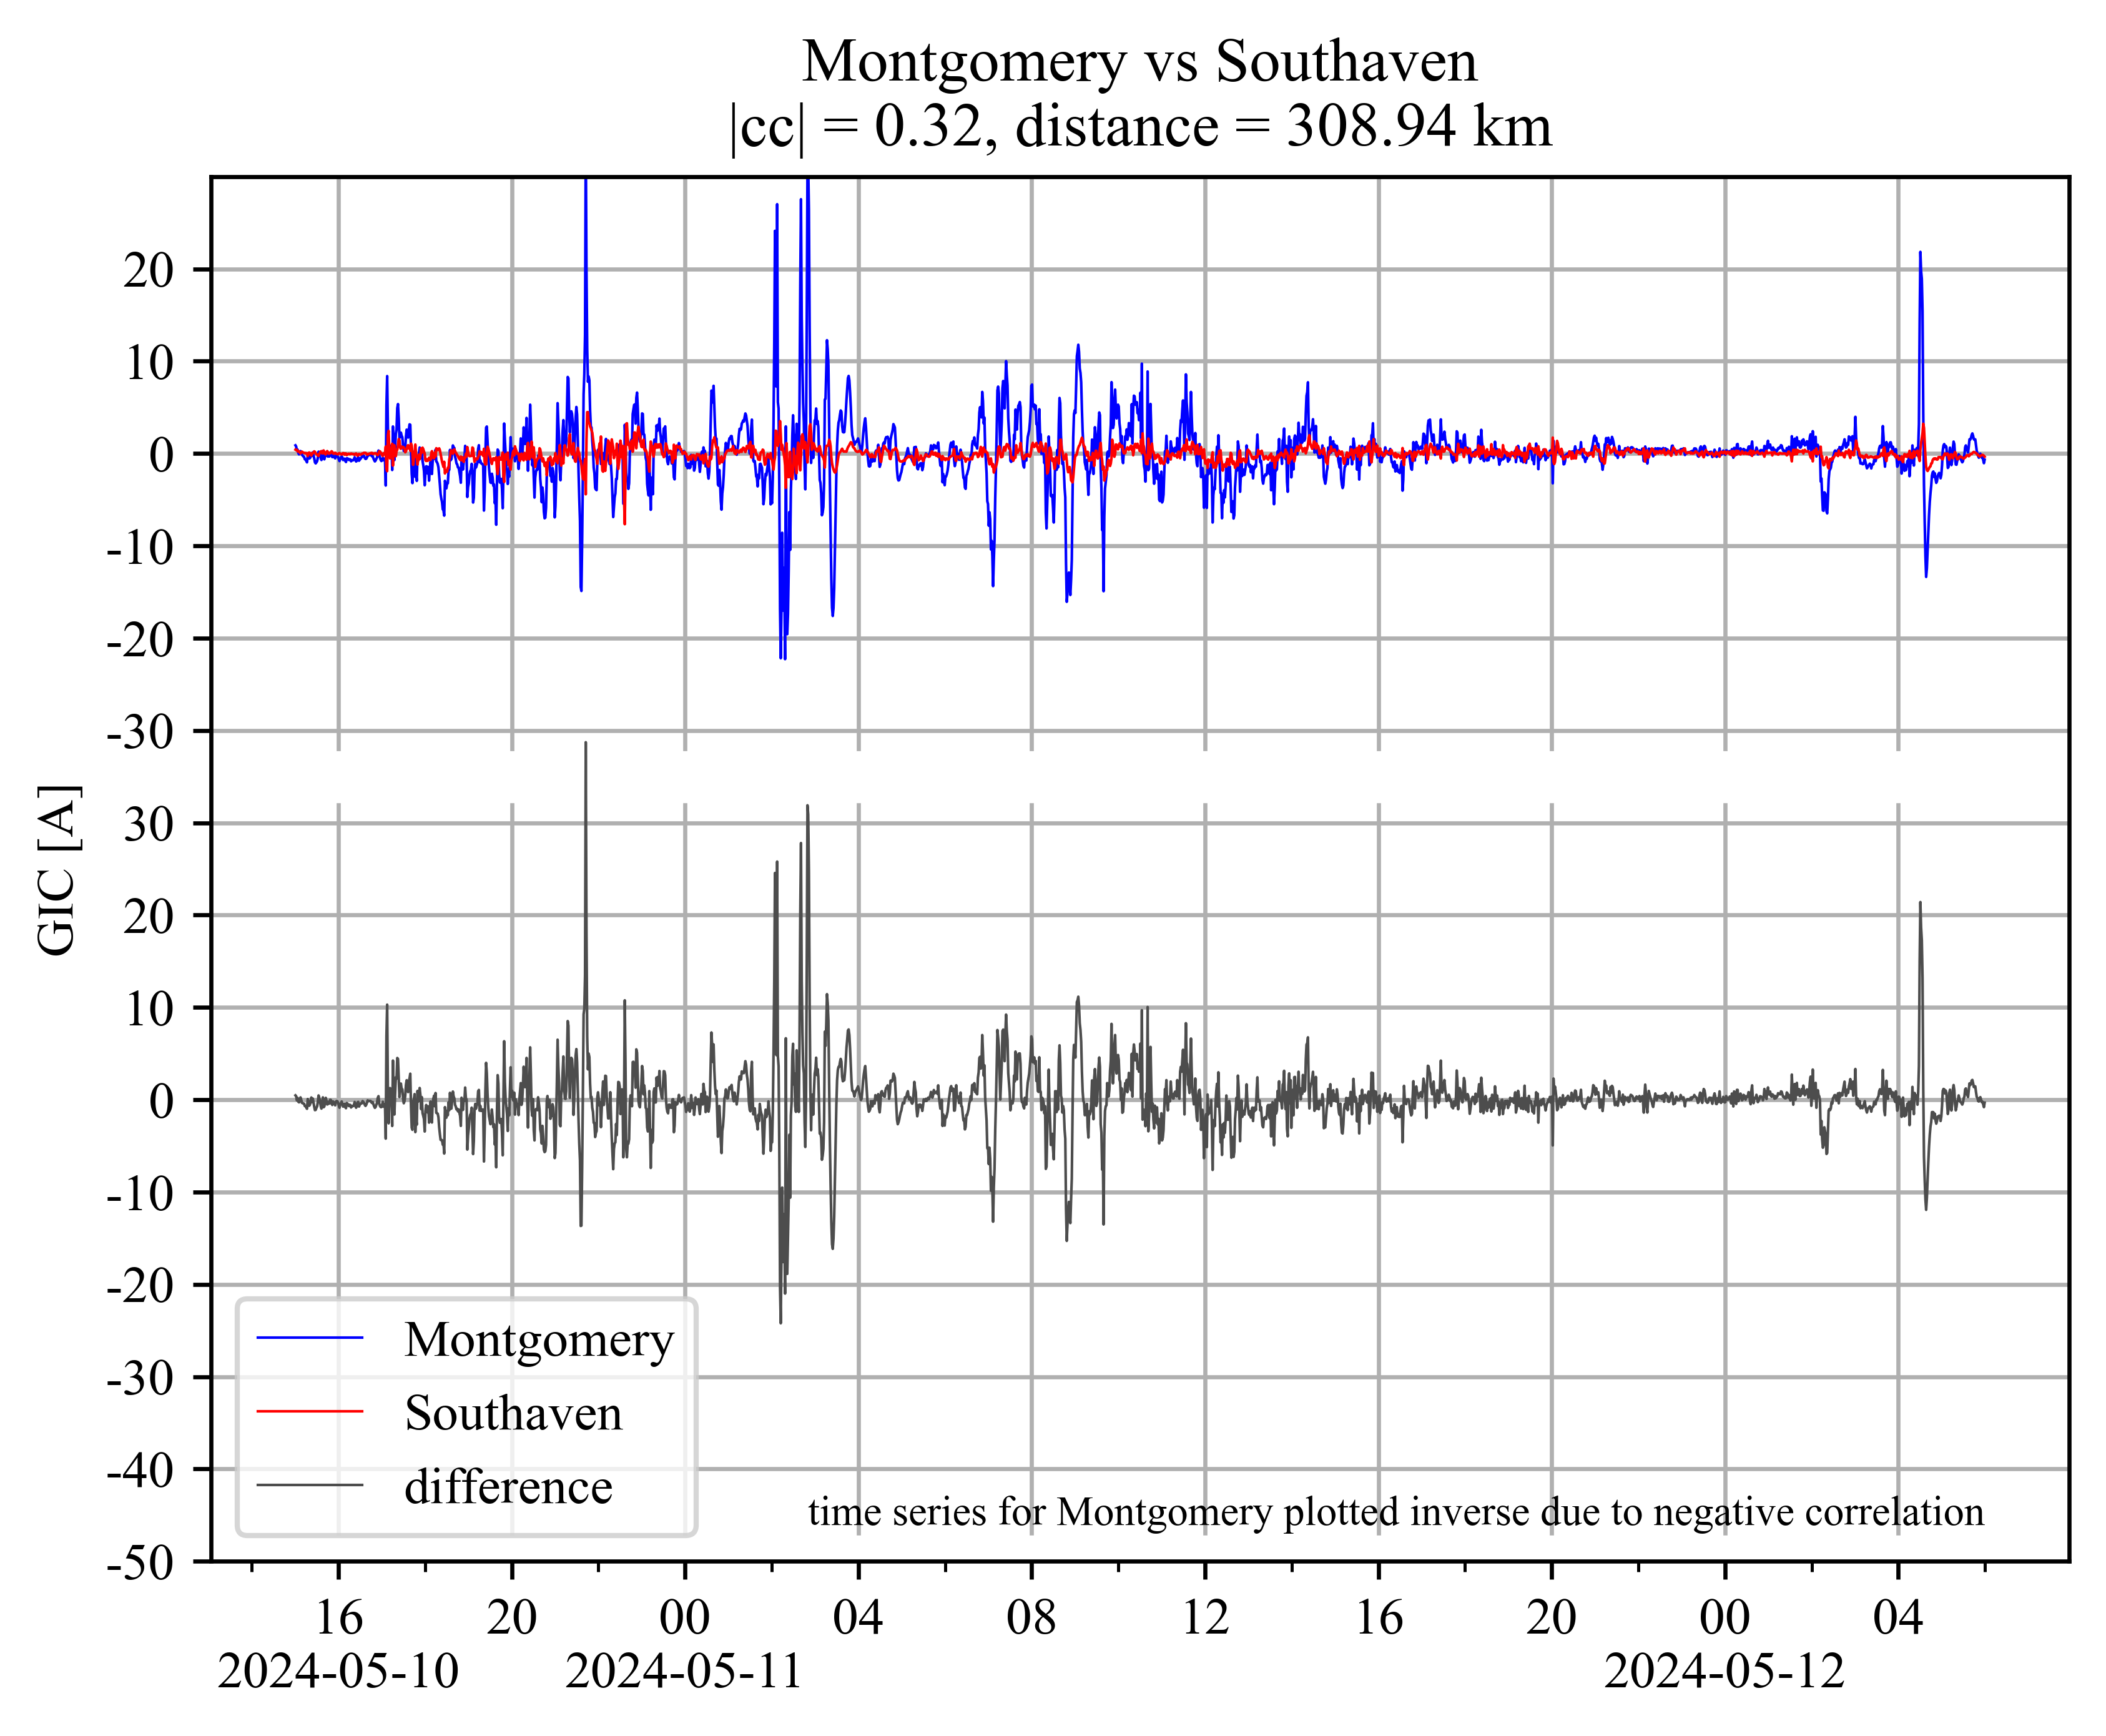 Montgomery vs Southaven
|cc| = 0.32, distance = 308.94 km
20
10
0
-10
-20
-30
30
20
10
0
-10
-20
-30
-40
-50
GIC [A]
Montgomery
Southaven
difference
time series for Montgomery plotted inverse due to negative correlation
16 20 00 04 08 12 16 20 00 04
2024-05-10 2024-05-11 2024-05-12